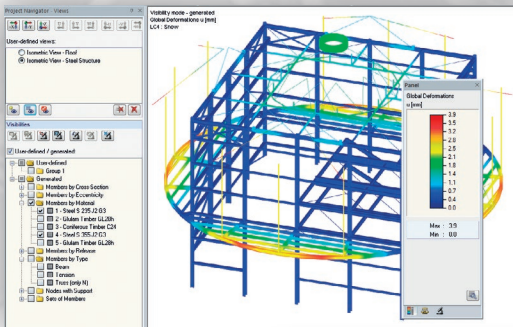 Project Navigator - Views
User-defined views:
Isometric View - Roof
Isometric View - Steel Structure
Visibilities
User-defined / generated
User-defined
Group 1
Generated
Members by Cross Section
Members by Eccentricity
Members by Material
1 - Steel S 235 J2 G3
2 - Glulam Timber GL28h
3 - Coniferous Timber C24
4 - Steel S 355 J2 G3
5 - Glulam Timber GL28h
Members by Release
Members by Type
Beam
Tension
Truss (only N)
Nodes with Support
Sets of Members
Visibility mode - generated
Global Deformations u [mm]
LC4 : Snow
Panel
Global Deformations
u [mm]
3.9
3.5
3.2
2.8
2.5
2.1
1.8
1.4
1.1
0.7
0.4
0.0
Max : 3.9
Min : 0.0